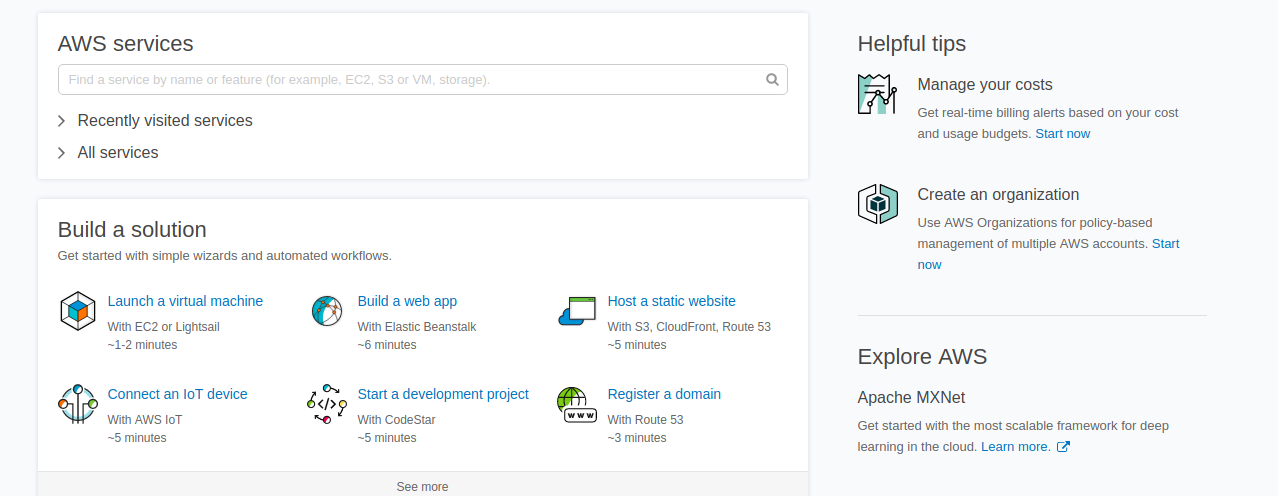 AWS services
Find a service by name or feature (for example, EC2, S3 or VM, storage).
Recently visited services
All services
Build a solution
Get started with simple wizards and automated workflows.
Launch a virtual machine
With EC2 or Lightsail
~1-2 minutes
Build a web app
With Elastic Beanstalk
~6 minutes
Host a static website
With S3, CloudFront, Route 53
~5 minutes
Connect an IoT device
With AWS IoT
~5 minutes
Start a development project
With CodeStar
~5 minutes
www
Register a domain
With Route 53
~3 minutes
See more
Helpful tips
Manage your costs
Get real-time billing alerts based on your cost
and usage budgets. Start now
Create an organization
Use AWS Organizations for policy-based
management of multiple AWS accounts. Start
now
Explore AWS
Apache MXNet
Get started with the most scalable framework for deep
learning in the cloud. Learn more.